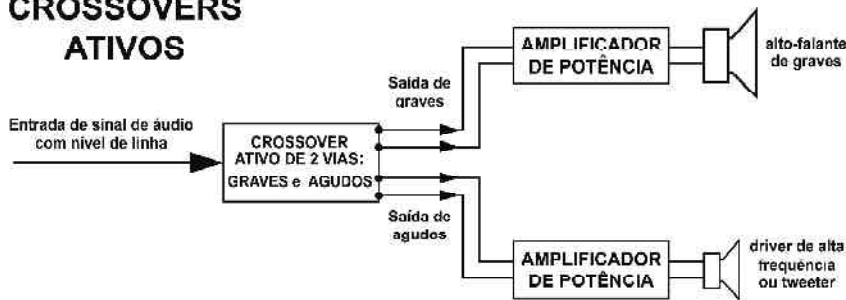 CROSSOVERS
ATIVOS
Entrada de sinal de áudio
com nível de linha
CROSSOVER
ATIVO DE 2 VIAS:
GRAVES e AGUDOS
Saída de
graves
AMPLIFICADOR
DE POTÊNCIA
alto-falante
de graves
Saída de
agudos
AMPLIFICADOR
DE POTÊNCIA
driver de alta
frequência
ou tweeter